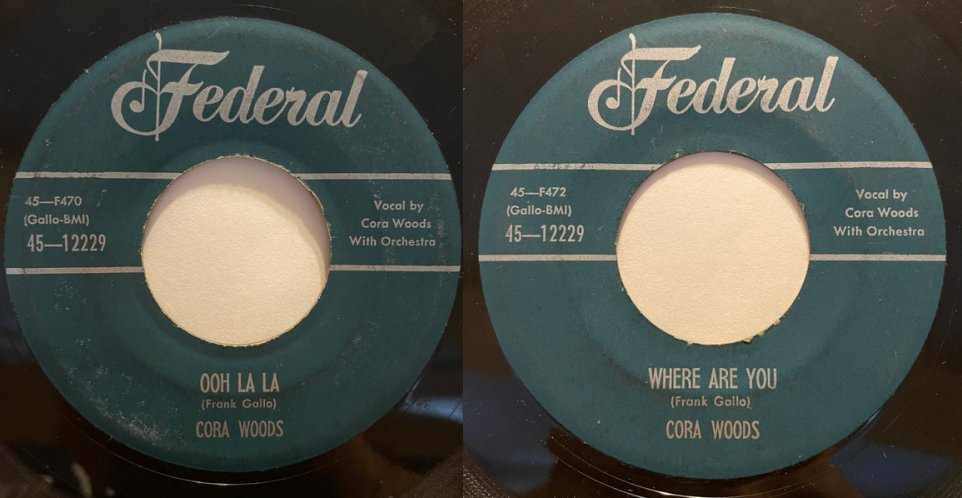 Federal
45—F470
(Gallo-BMI)
45—12229
Vocal by
Cora Woods
With Orchestra
OOH LA LA
(Frank Gallo)
CORA WOODS
Federal
45—F472
(Gallo-BMI)
45—12229
Vocal by
Cora Woods
With Orchestra
WHERE ARE YOU
(Frank Gallo)
CORA WOODS